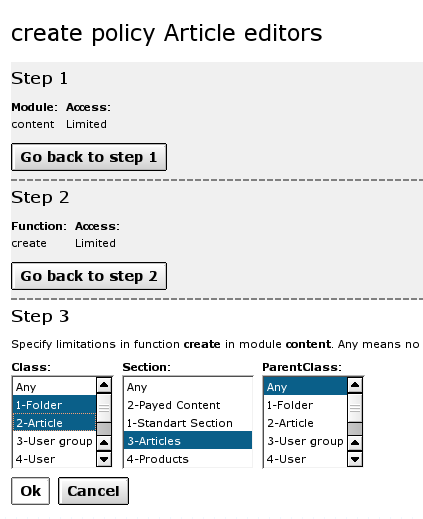 create policy Article editors
Step 1
Module: Access:
content Limited
Go back to step 1
Step 2
Function: Access:
create Limited
Go back to step 2
Step 3
Specify limitations in function create in module content. Any means no
Class: Section: ParentClass:
Any Any Any
1-Folder 2-Payed Content 1-Folder
2-Article 1-Standart Section 2-Article
3-User group 3-Articles 3-User group
4-User 4-Products 4-User
Ok Cancel